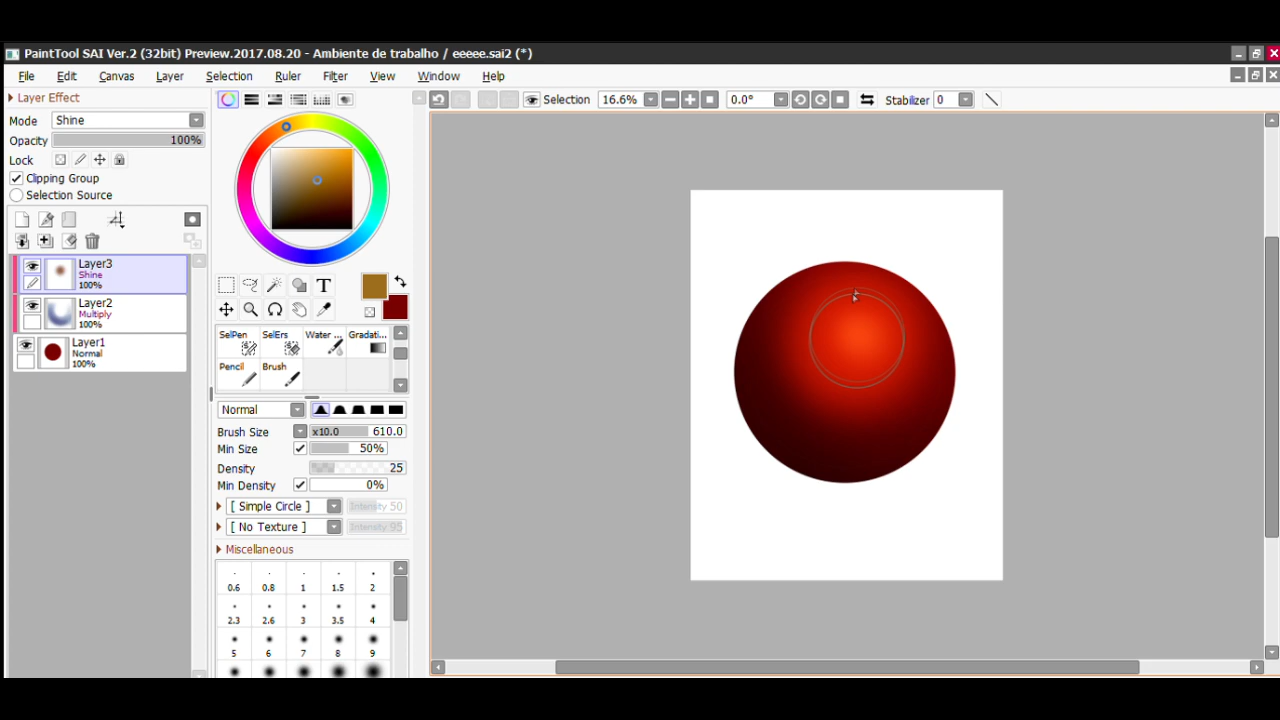 PaintTool SAI Ver.2 (32bit) Preview.2017.08.20 - Ambiente de trabalho / eeeee.sai2 (*)
File Edit Canvas Layer Selection Ruler Filter View Window Help
Layer Effect
Mode Shine
Opacity 100%
Lock
Clipping Group
Selection Source
Layer3
Shine
100%
Layer2
Multiply
100%
Layer1
Normal
100%
T
SelPen SelErs Water ... Gradati...
Pencil Brush
Normal
Brush Size x10.0 610.0
Min Size 50%
Density 25
Min Density 0%
[ Simple Circle ] Intensity 50
[ No Texture ] Intensity 95
Miscellaneous
0.6 0.8 1 1.5 2
2.3 2.6 3 3.5 4
5 6 7 8 9
Selection 16.6% 0.0° Stabilizer 0